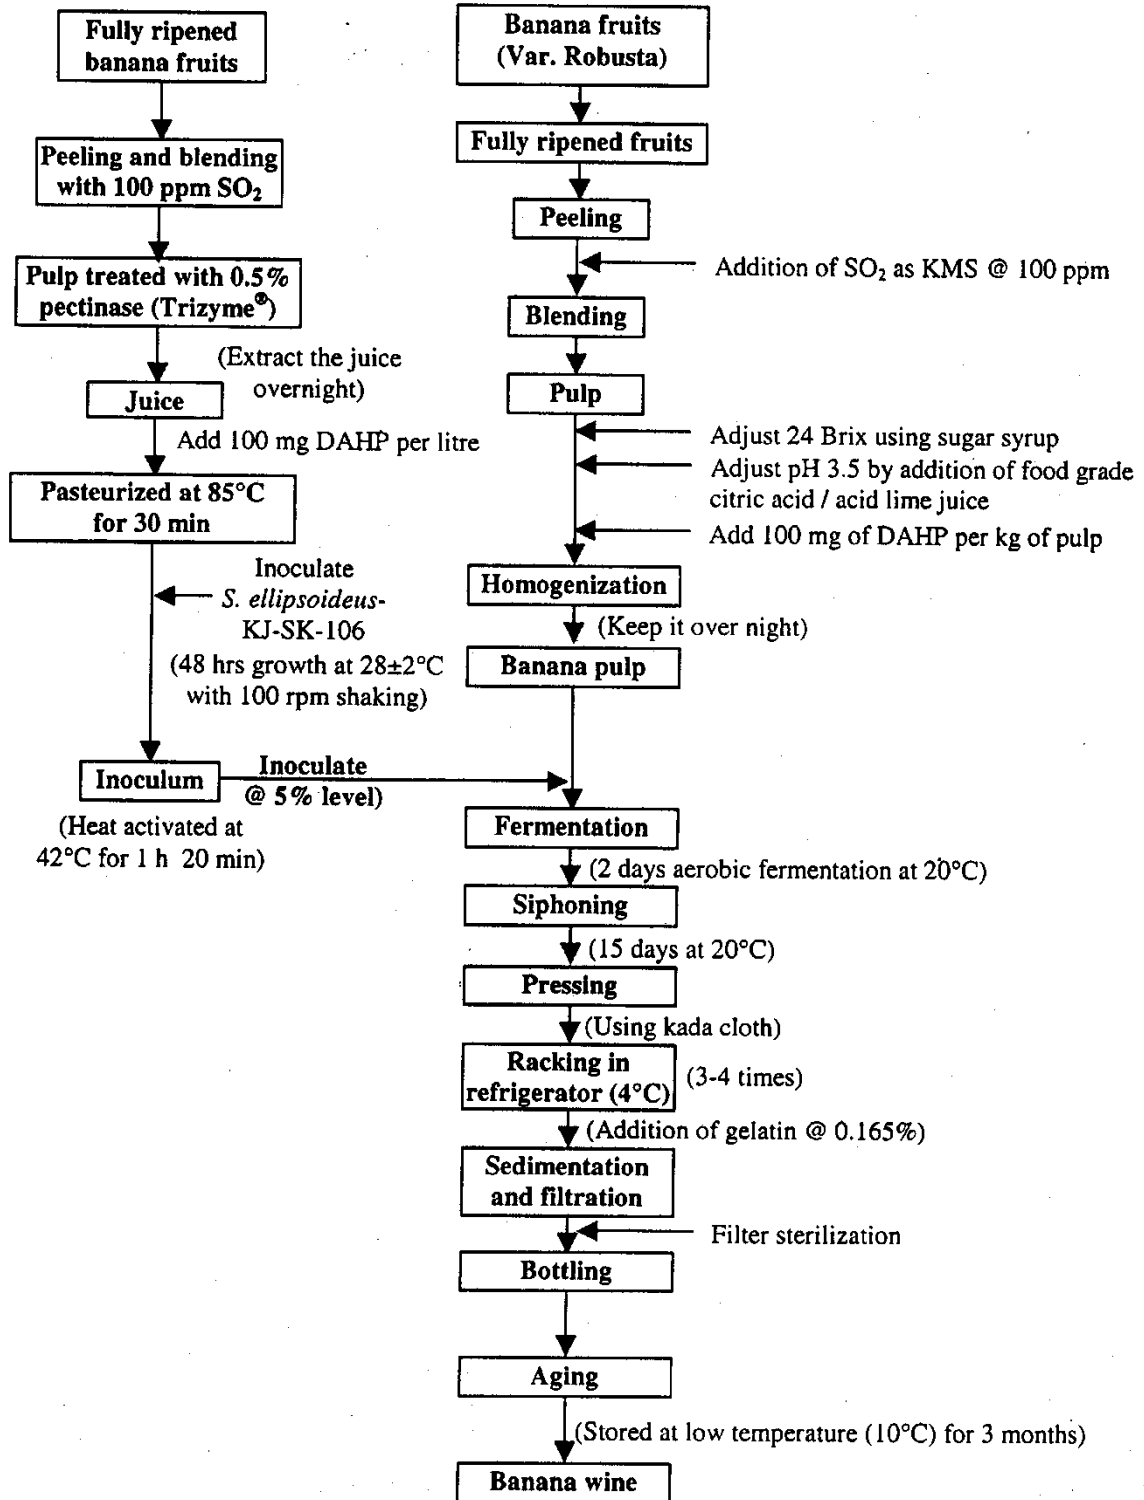 Fully ripened
banana fruits
Peeling and blending
with 100 ppm SO₂
Pulp treated with 0.5%
pectinase (Trizyme®)
(Extract the juice
overnight)
Juice
Add 100 mg DAHP per litre
Pasteurized at 85°C
for 30 min
Inoculate
S. ellipsoideus-
KJ-SK-106
(48 hrs growth at 28±2°C
with 100 rpm shaking)
Inoculum
Inoculate
@ 5% level)
(Heat activated at
42°C for 1 h 20 min)
Banana fruits
(Var. Robusta)
Fully ripened fruits
Peeling
Addition of SO₂ as KMS @ 100 ppm
Blending
Pulp
Adjust 24 Brix using sugar syrup
Adjust pH 3.5 by addition of food grade
citric acid / acid lime juice
Add 100 mg of DAHP per kg of pulp
Homogenization
(Keep it over night)
Banana pulp
Fermentation
(2 days aerobic fermentation at 20°C)
Siphoning
(15 days at 20°C)
Pressing
(Using kada cloth)
Racking in
refrigerator (4°C)
(3-4 times)
(Addition of gelatin @ 0.165%)
Sedimentation
and filtration
Filter sterilization
Bottling
Aging
(Stored at low temperature (10°C) for 3 months)
Banana wine